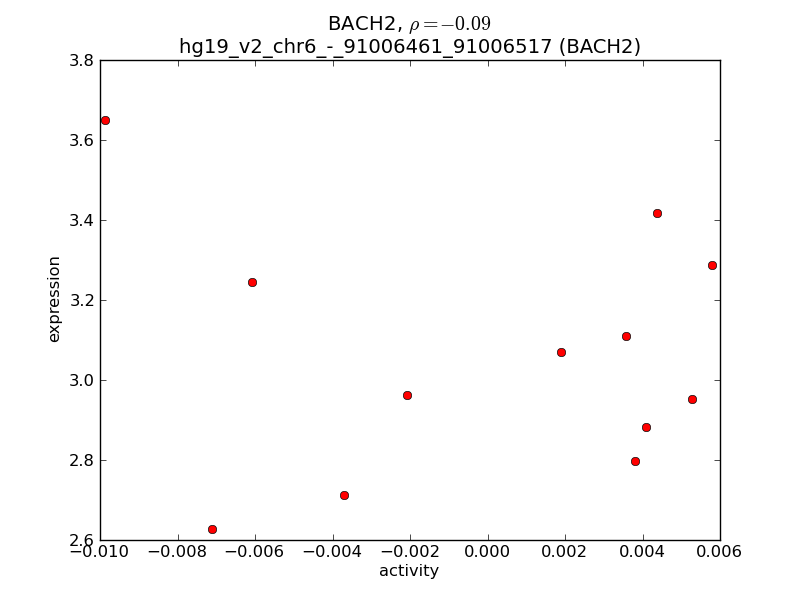 BACH2, ρ = −0.09
hg19_v2_chr6_-_91006461_91006517 (BACH2)
3.8
3.6
3.4
3.2
3.0
2.8
2.6
expression
−0.010 −0.008 −0.006 −0.004 −0.002 0.000 0.002 0.004 0.006
activity